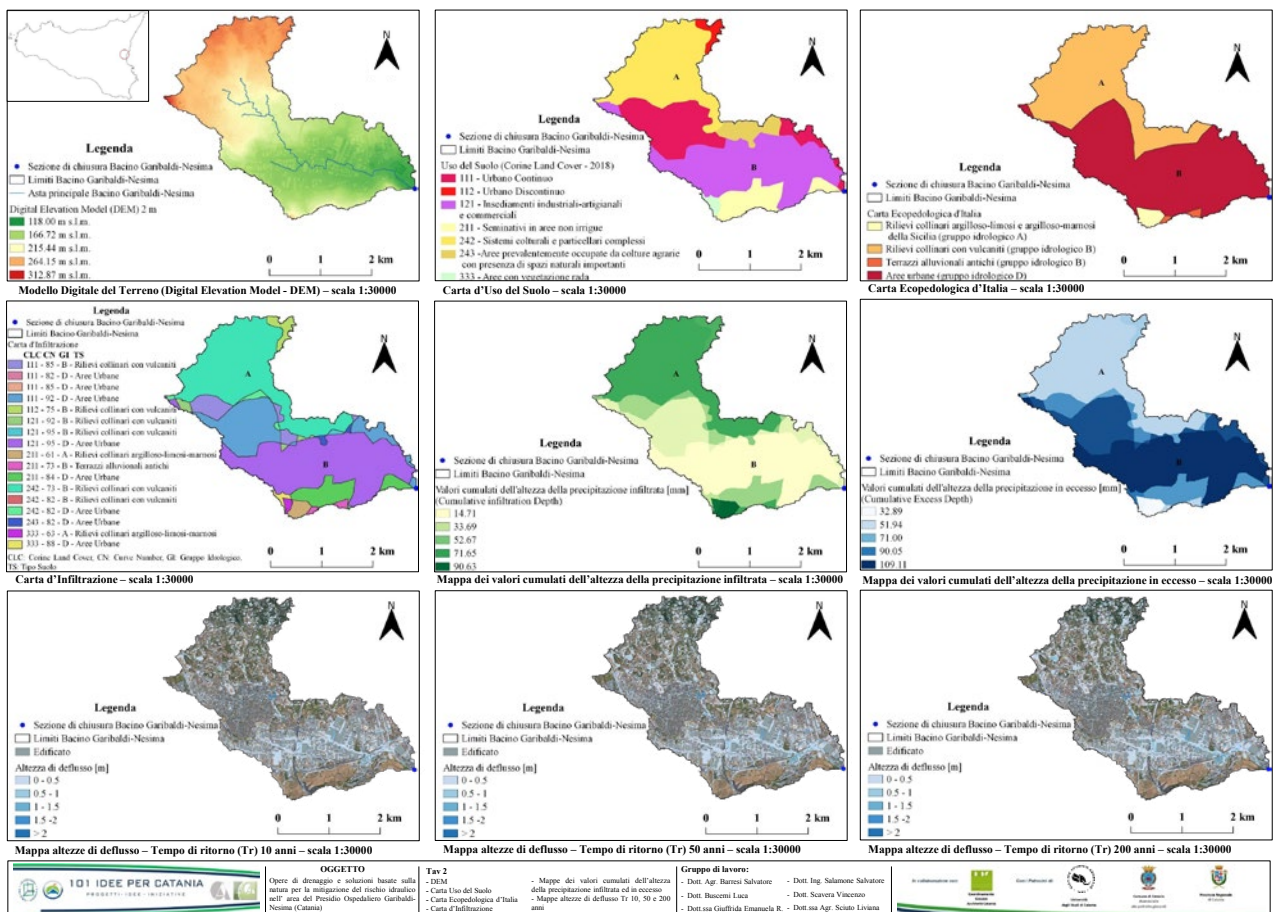 N
Legenda
Sezione di chiusura Bacino Garibaldi-Nesima
Limiti Bacino Garibaldi-Nesima
Asta principale Bacino Garibaldi-Nesima
Digital Elevation Model (DEM) 2 m
118.00 m s.l.m.
166.72 m s.l.m.
215.44 m s.l.m.
264.15 m s.l.m.
312.87 m s.l.m.
0 1 2 km
Modello Digitale del Terreno (Digital Elevation Model - DEM) – scala 1:30000
N
A
B
Legenda
Sezione di chiusura Bacino Garibaldi-Nesima
Limiti Bacino Garibaldi-Nesima
Uso del Suolo (Corine Land Cover - 2018)
111 - Urbano Continuo
112 - Urbano Discontinuo
121 - Insediamenti industriali-artigianali
e commerciali
211 - Seminativi in aree non irrigue
242 - Sistemi colturali e particellari complessi
243 -Aree prevalentemente occupate da colture agrarie
con presenza di spazi naturali importanti
333 - Aree con vegetazione rada
0 1 2 km
Carta d'Uso del Suolo – scala 1:30000
N
A
B
Legenda
Sezione di chiusura Bacino Garibaldi-Nesima
Limiti Bacino Garibaldi-Nesima
Carta Ecopedologica d'Italia
Rilievi collinari argilloso-limosi e argilloso-marnosi
della Sicilia (gruppo idrologico A)
Rilievi collinari con vulcaniti (gruppo idrologico B)
Terrazzi alluvionali antichi (gruppo idrologico B)
Aree urbane (gruppo idrologico D)
0 1 2 km
Carta Ecopedologica d'Italia – scala 1:30000
Legenda
Sezione di chiusura Bacino Garibaldi-Nesima
Limiti Bacino Garibaldi-Nesima
Carta d'Infiltrazione
CLC CN GI TS
111 - 85 - B - Rilievi collinari con vulcaniti
111 - 82 - D - Aree Urbane
111 - 85 - D - Aree Urbane
111 - 92 - D - Aree Urbane
112 - 75 - B - Rilievi collinari con vulcaniti
121 - 92 - B - Rilievi collinari con vulcaniti
121 - 95 - B - Rilievi collinari con vulcaniti
121 - 95 - D - Aree Urbane
211 - 61 - A - Rilievi collinari argilloso-limosi-marnosi
211 - 73 - B - Terrazzi alluvionali antichi
211 - 84 - D - Aree Urbane
242 - 73 - B - Rilievi collinari con vulcaniti
242 - 82 - B - Rilievi collinari con vulcaniti
242 - 82 - D - Aree Urbane
243 - 82 - D - Aree Urbane
333 - 63 - A - Rilievi collinari argilloso-limosi-marnosi
333 - 88 - D - Aree Urbane
CLC: Corine Land Cover, CN: Curve Number, GI: Gruppo Idrologico,
TS: Tipo Suolo
N
A
B
0 1 2 km
Carta d'Infiltrazione – scala 1:30000
N
A
B
Legenda
Sezione di chiusura Bacino Garibaldi-Nesima
Limiti Bacino Garibaldi-Nesima
Valori cumulati dell'altezza della precipitazione infiltrata [mm]
(Cumulative infiltration Depth)
14.71
33.69
52.67
71.65
90.63
0 1 2 km
Mappa dei valori cumulati dell'altezza della precipitazione infiltrata – scala 1:30000
N
A
B
Legenda
Sezione di chiusura Bacino Garibaldi-Nesima
Limiti Bacino Garibaldi-Nesima
Valori cumulati dell'altezza della precipitazione in eccesso [mm]
(Cumulative Excess Depth)
32.89
51.94
71.00
90.05
109.11
0 1 2 km
Mappa dei valori cumulati dell'altezza della precipitazione in eccesso – scala 1:30000
N
Legenda
Sezione di chiusura Bacino Garibaldi-Nesima
Limiti Bacino Garibaldi-Nesima
Edificato
Altezza di deflusso [m]
0 - 0.5
0.5 - 1
1 - 1.5
1.5 -2
> 2
0 1 2 km
Mappa altezze di deflusso – Tempo di ritorno (Tr) 10 anni – scala 1:30000
N
Legenda
Sezione di chiusura Bacino Garibaldi-Nesima
Limiti Bacino Garibaldi-Nesima
Edificato
Altezza di deflusso [m]
0 - 0.5
0.5 - 1
1 - 1.5
1.5 -2
> 2
0 1 2 km
Mappa altezze di deflusso – Tempo di ritorno (Tr) 50 anni – scala 1:30000
N
Legenda
Sezione di chiusura Bacino Garibaldi-Nesima
Limiti Bacino Garibaldi-Nesima
Edificato
Altezza di deflusso [m]
0 - 0.5
0.5 - 1
1 - 1.5
1.5 -2
> 2
0 1 2 km
Mappa altezze di deflusso – Tempo di ritorno (Tr) 200 anni – scala 1:30000
101 IDEE PER CATANIA
PROGETTI - IDEE - INIZIATIVE
OGGETTO
Opere di drenaggio e soluzioni basate sulla
natura per la mitigazione del rischio idraulico
nell' area del Presidio Ospedaliero Garibaldi-
Nesima (Catania)
Tav 2
- DEM
- Carta Uso del Suolo
- Carta Ecopedologica d'Italia
- Carta d'Infiltrazione
- Mappe dei valori cumulati dell'altezza
della precipitazione infiltrata ed in eccesso
- Mappe altezze di deflusso Tr 10, 50 e 200
anni
Gruppo di lavoro:
- Dott. Agr. Barresi Salvatore
- Dott. Buscemi Luca
- Dott.ssa Giuffrida Emanuela R.
- Dott. Ing. Salamone Salvatore
- Dott. Scavera Vincenzo
- Dott.ssa Agr. Sciuto Liviana
In collaborazione con: